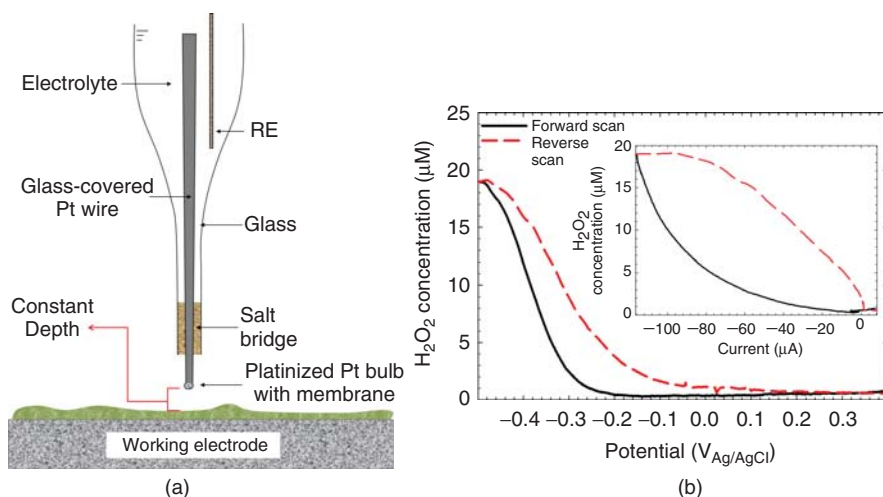 Electrolyte
RE
Glass-covered
Pt wire
Glass
Constant
Depth
Salt
bridge
Platinized Pt bulb
with membrane
Working electrode
(a)
25
20
15
10
5
0
H₂O₂ concentration (μM)
Forward scan
Reverse
scan
20
15
10
5
0
H₂O₂
concentration (μM)
−100 −80 −60 −40 −20 0
Current (μA)
−0.4 −0.3 −0.2 −0.1 0.0 0.1 0.2 0.3
Potential (V_Ag/AgCl)
(b)